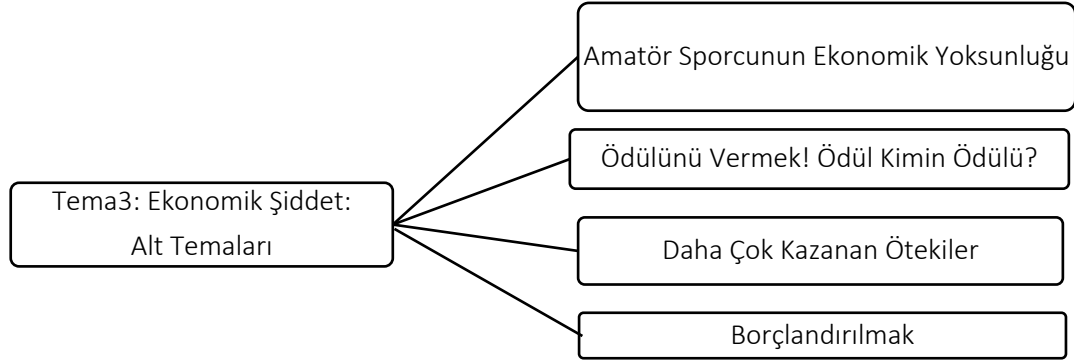 Amatör Sporcunun Ekonomik Yoksunluğu
Ödülünü Vermek! Ödül Kimin Ödülü?
Tema3: Ekonomik Şiddet:
Alt Temaları
Daha Çok Kazanan Ötekiler
Borçlandırılmak